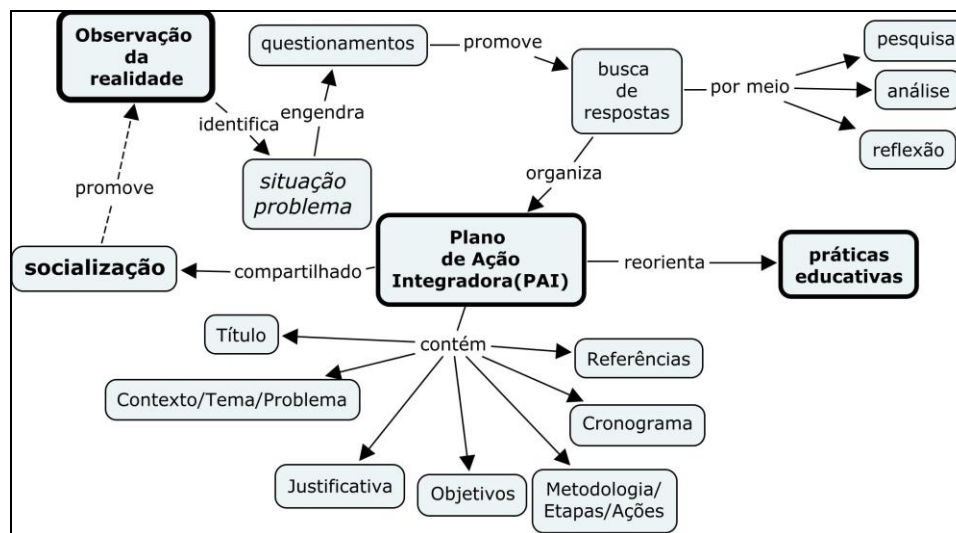 Observação
da
realidade
questionamentos
promove
busca
de
respostas
por meio
pesquisa
análise
reflexão
identifica
engendra
situação
problema
organiza
promove
Plano
de Ação
Integradora(PAI)
socialização
compartilhado
reorienta
práticas
educativas
contém
Título
Referências
Contexto/Tema/Problema
Cronograma
Justificativa
Objetivos
Metodologia/
Etapas/Ações